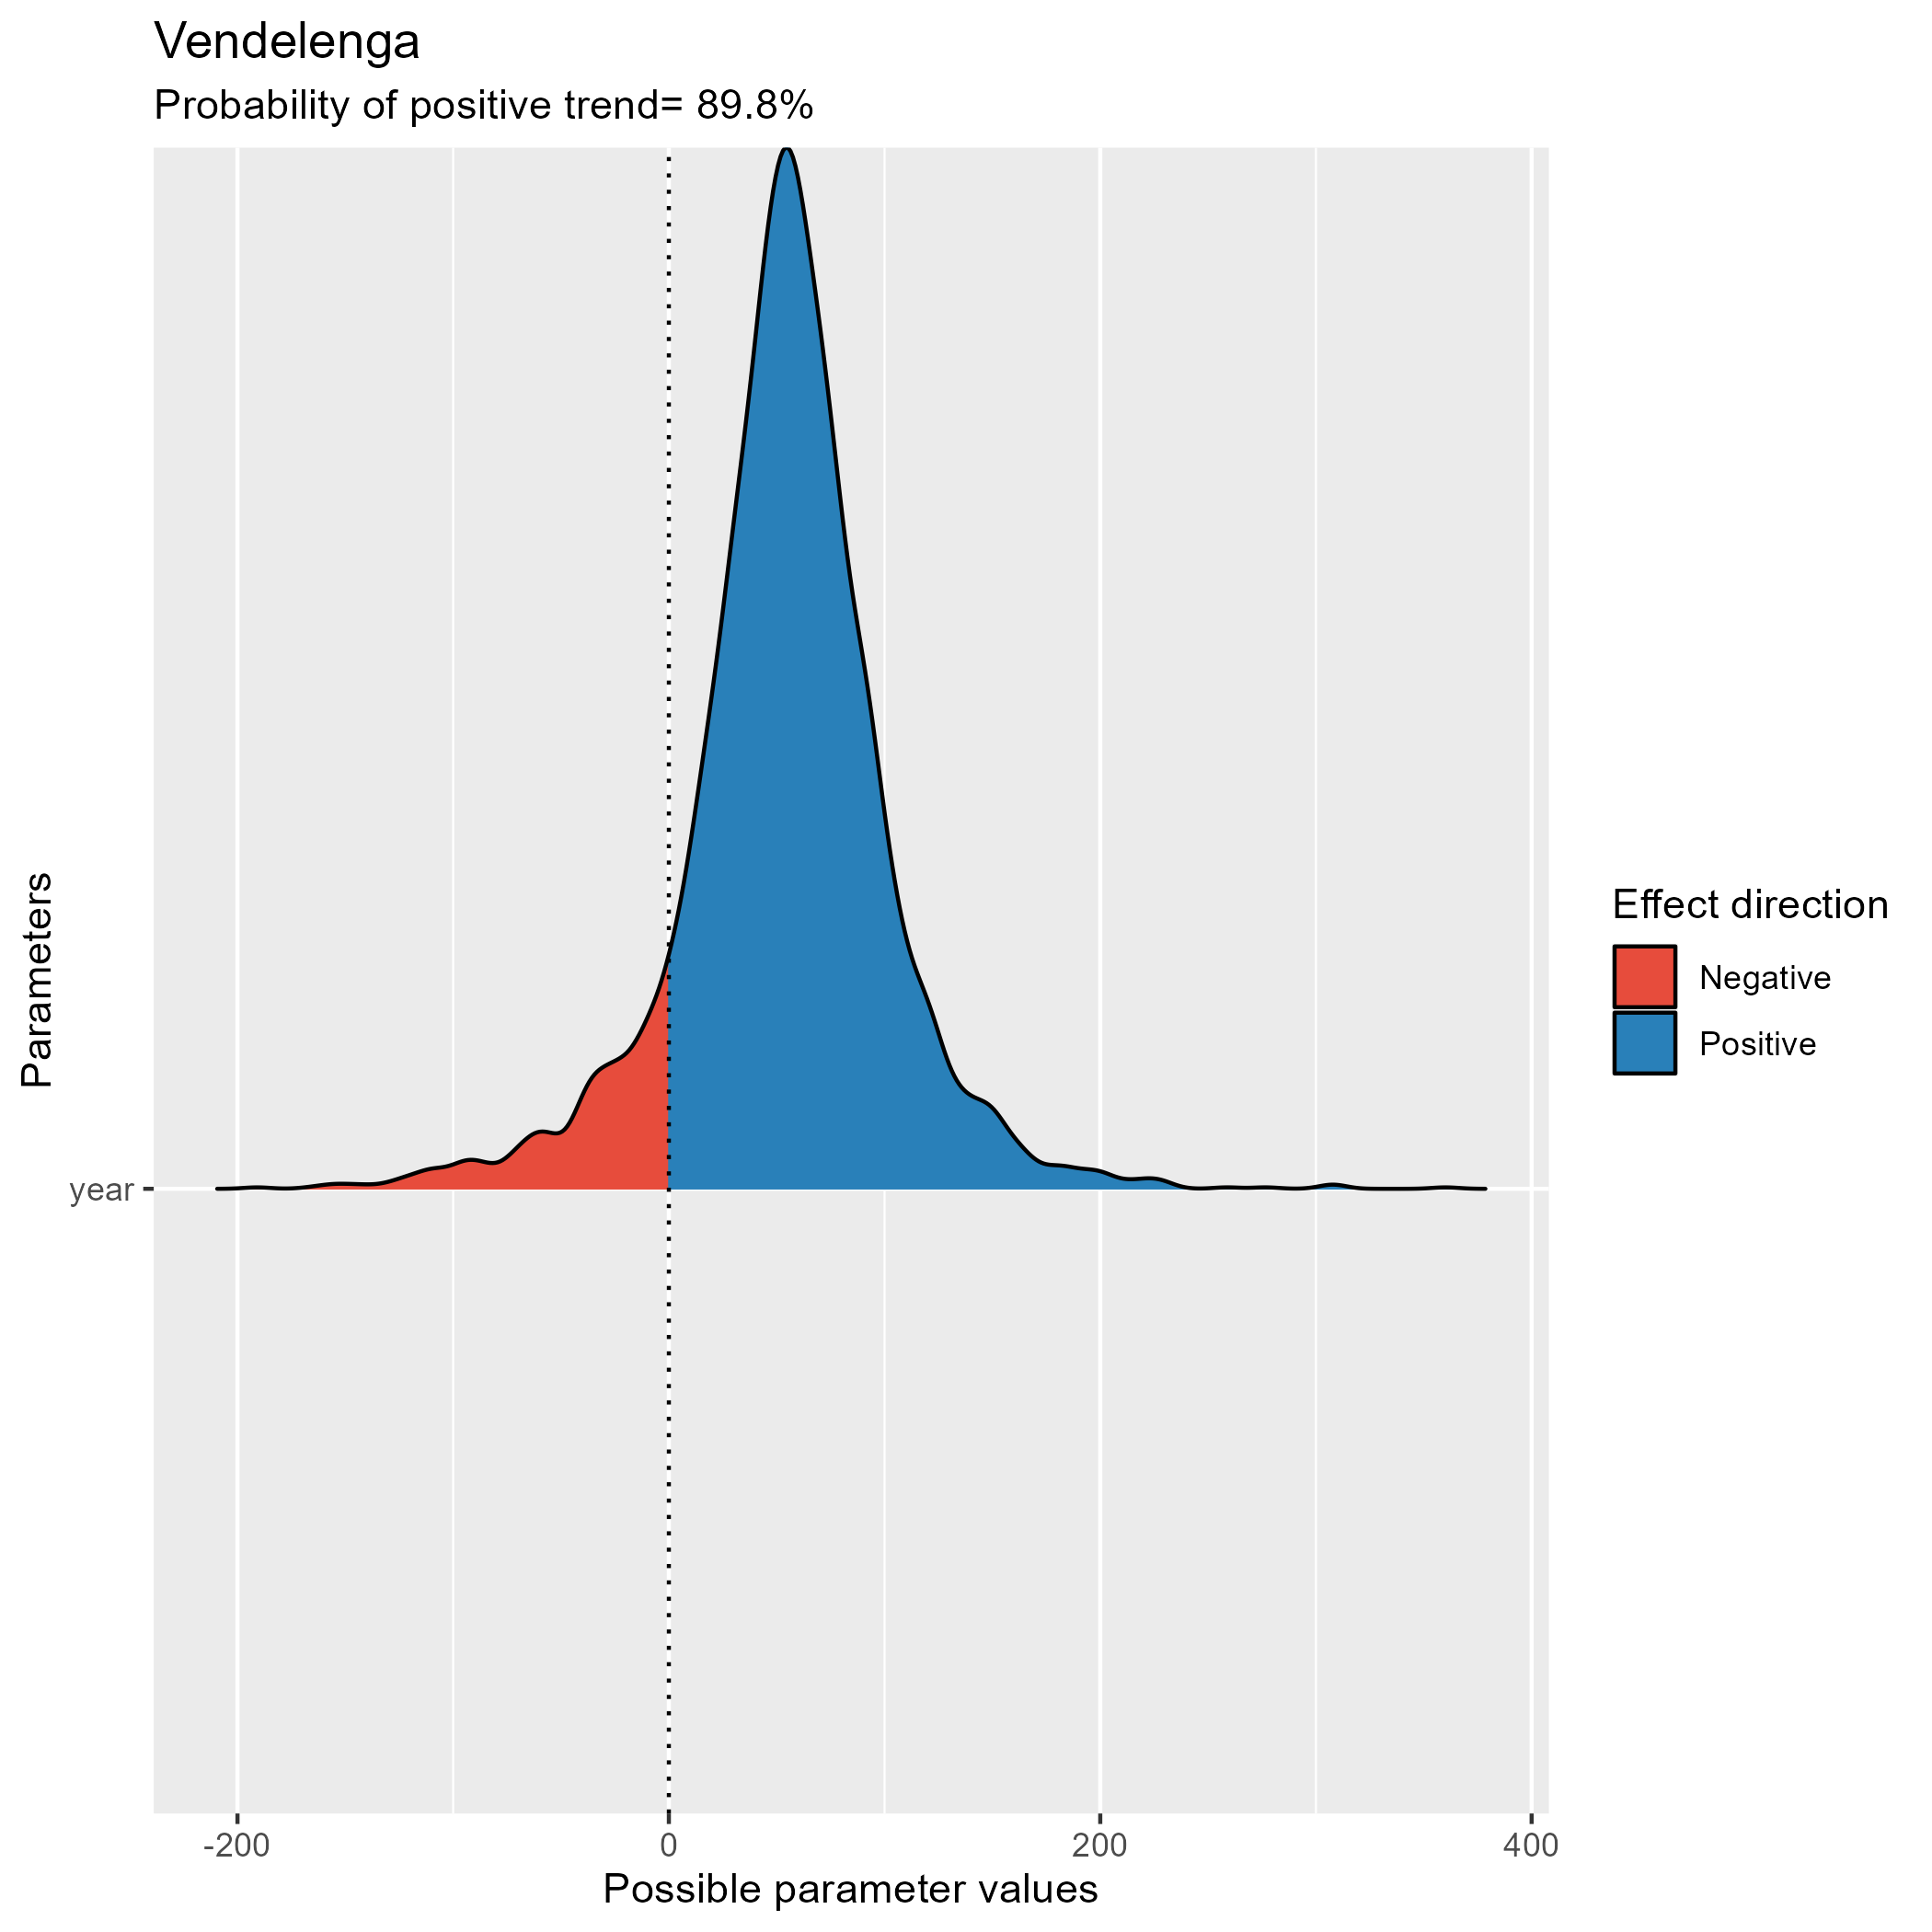 Vendelenga
Probability of positive trend= 89.8%
Parameters
year
Effect direction
Negative
Positive
-200
0
200
400
Possible parameter values